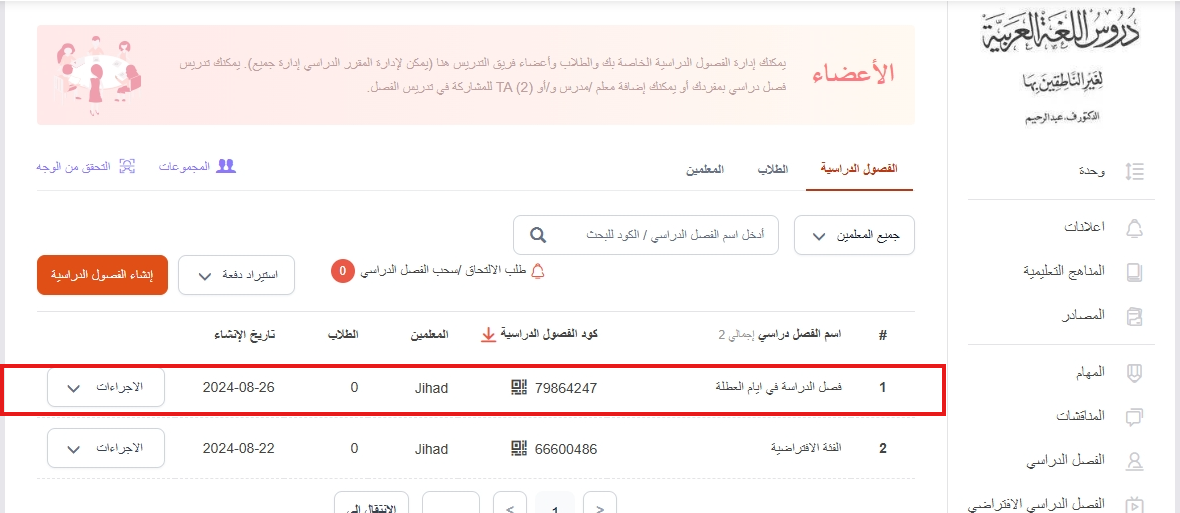 دروس اللغة العربية
لغير الناطقين بها
الدكتور ف. عبدالرحيم
وحدة
اعلانات
المناهج التعليمية
المصادر
المهام
المناقشات
الفصل الدراسي
الفصل الدراسي الافتراضي
الأعضاء
يمكنك إدارة الفصول الدراسية الخاصة بك والطلاب وأعضاء فريق التدريس هنا (يمكن لإدارة المقرر الدراسي إدارة جميع). يمكنك تدريس
فصل دراسي بمفردك أو يمكنك إضافة معلم /مدرس و/أو TA (2) للمشاركة في تدريس الفصل.
الفصول الدراسية الطلاب المعلمين المجموعات التحقق من الوجه
جميع المعلمين أدخل اسم الفصل الدراسي / الكود للبحث
طلب الالتحاق /سحب الفصل الدراسي 0 استيراد دفعة إنشاء الفصول الدراسية
# اسم الفصل دراسي إجمالي 2 كود الفصول الدراسية المعلمين الطلاب تاريخ الإنشاء
1 فصل الدراسة في ايام العطلة 79864247 Jihad 0 2024-08-26 الاجراءات
2 الفئة الافتراضية 66600486 Jihad 0 2024-08-22 الاجراءات
< 1 > الانتقال إلى